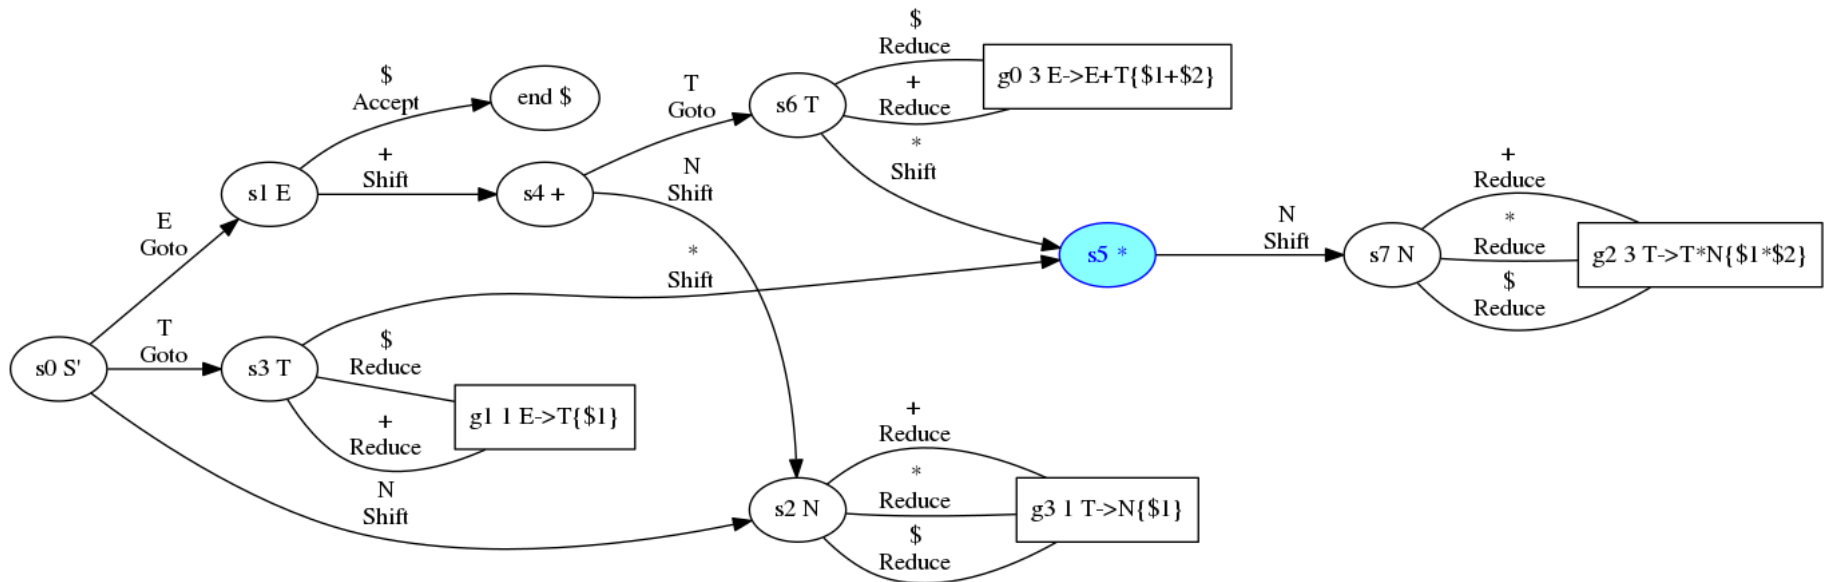 $
Reduce
g0 3 E->E+T{$1+$2}
+
Reduce
$
Accept
end $
T
Goto
s6 T
*
Shift
+
Shift
s1 E
s4 +
N
Shift
+
Reduce
E
Goto
*
Shift
s5 *
N
Shift
s7 N
*
Reduce
g2 3 T->T*N{$1*$2}
$
Reduce
s0 S'
T
Goto
s3 T
$
Reduce
g1 1 E->T{$1}
+
Reduce
N
Shift
+
Reduce
s2 N
*
Reduce
g3 1 T->N{$1}
$
Reduce